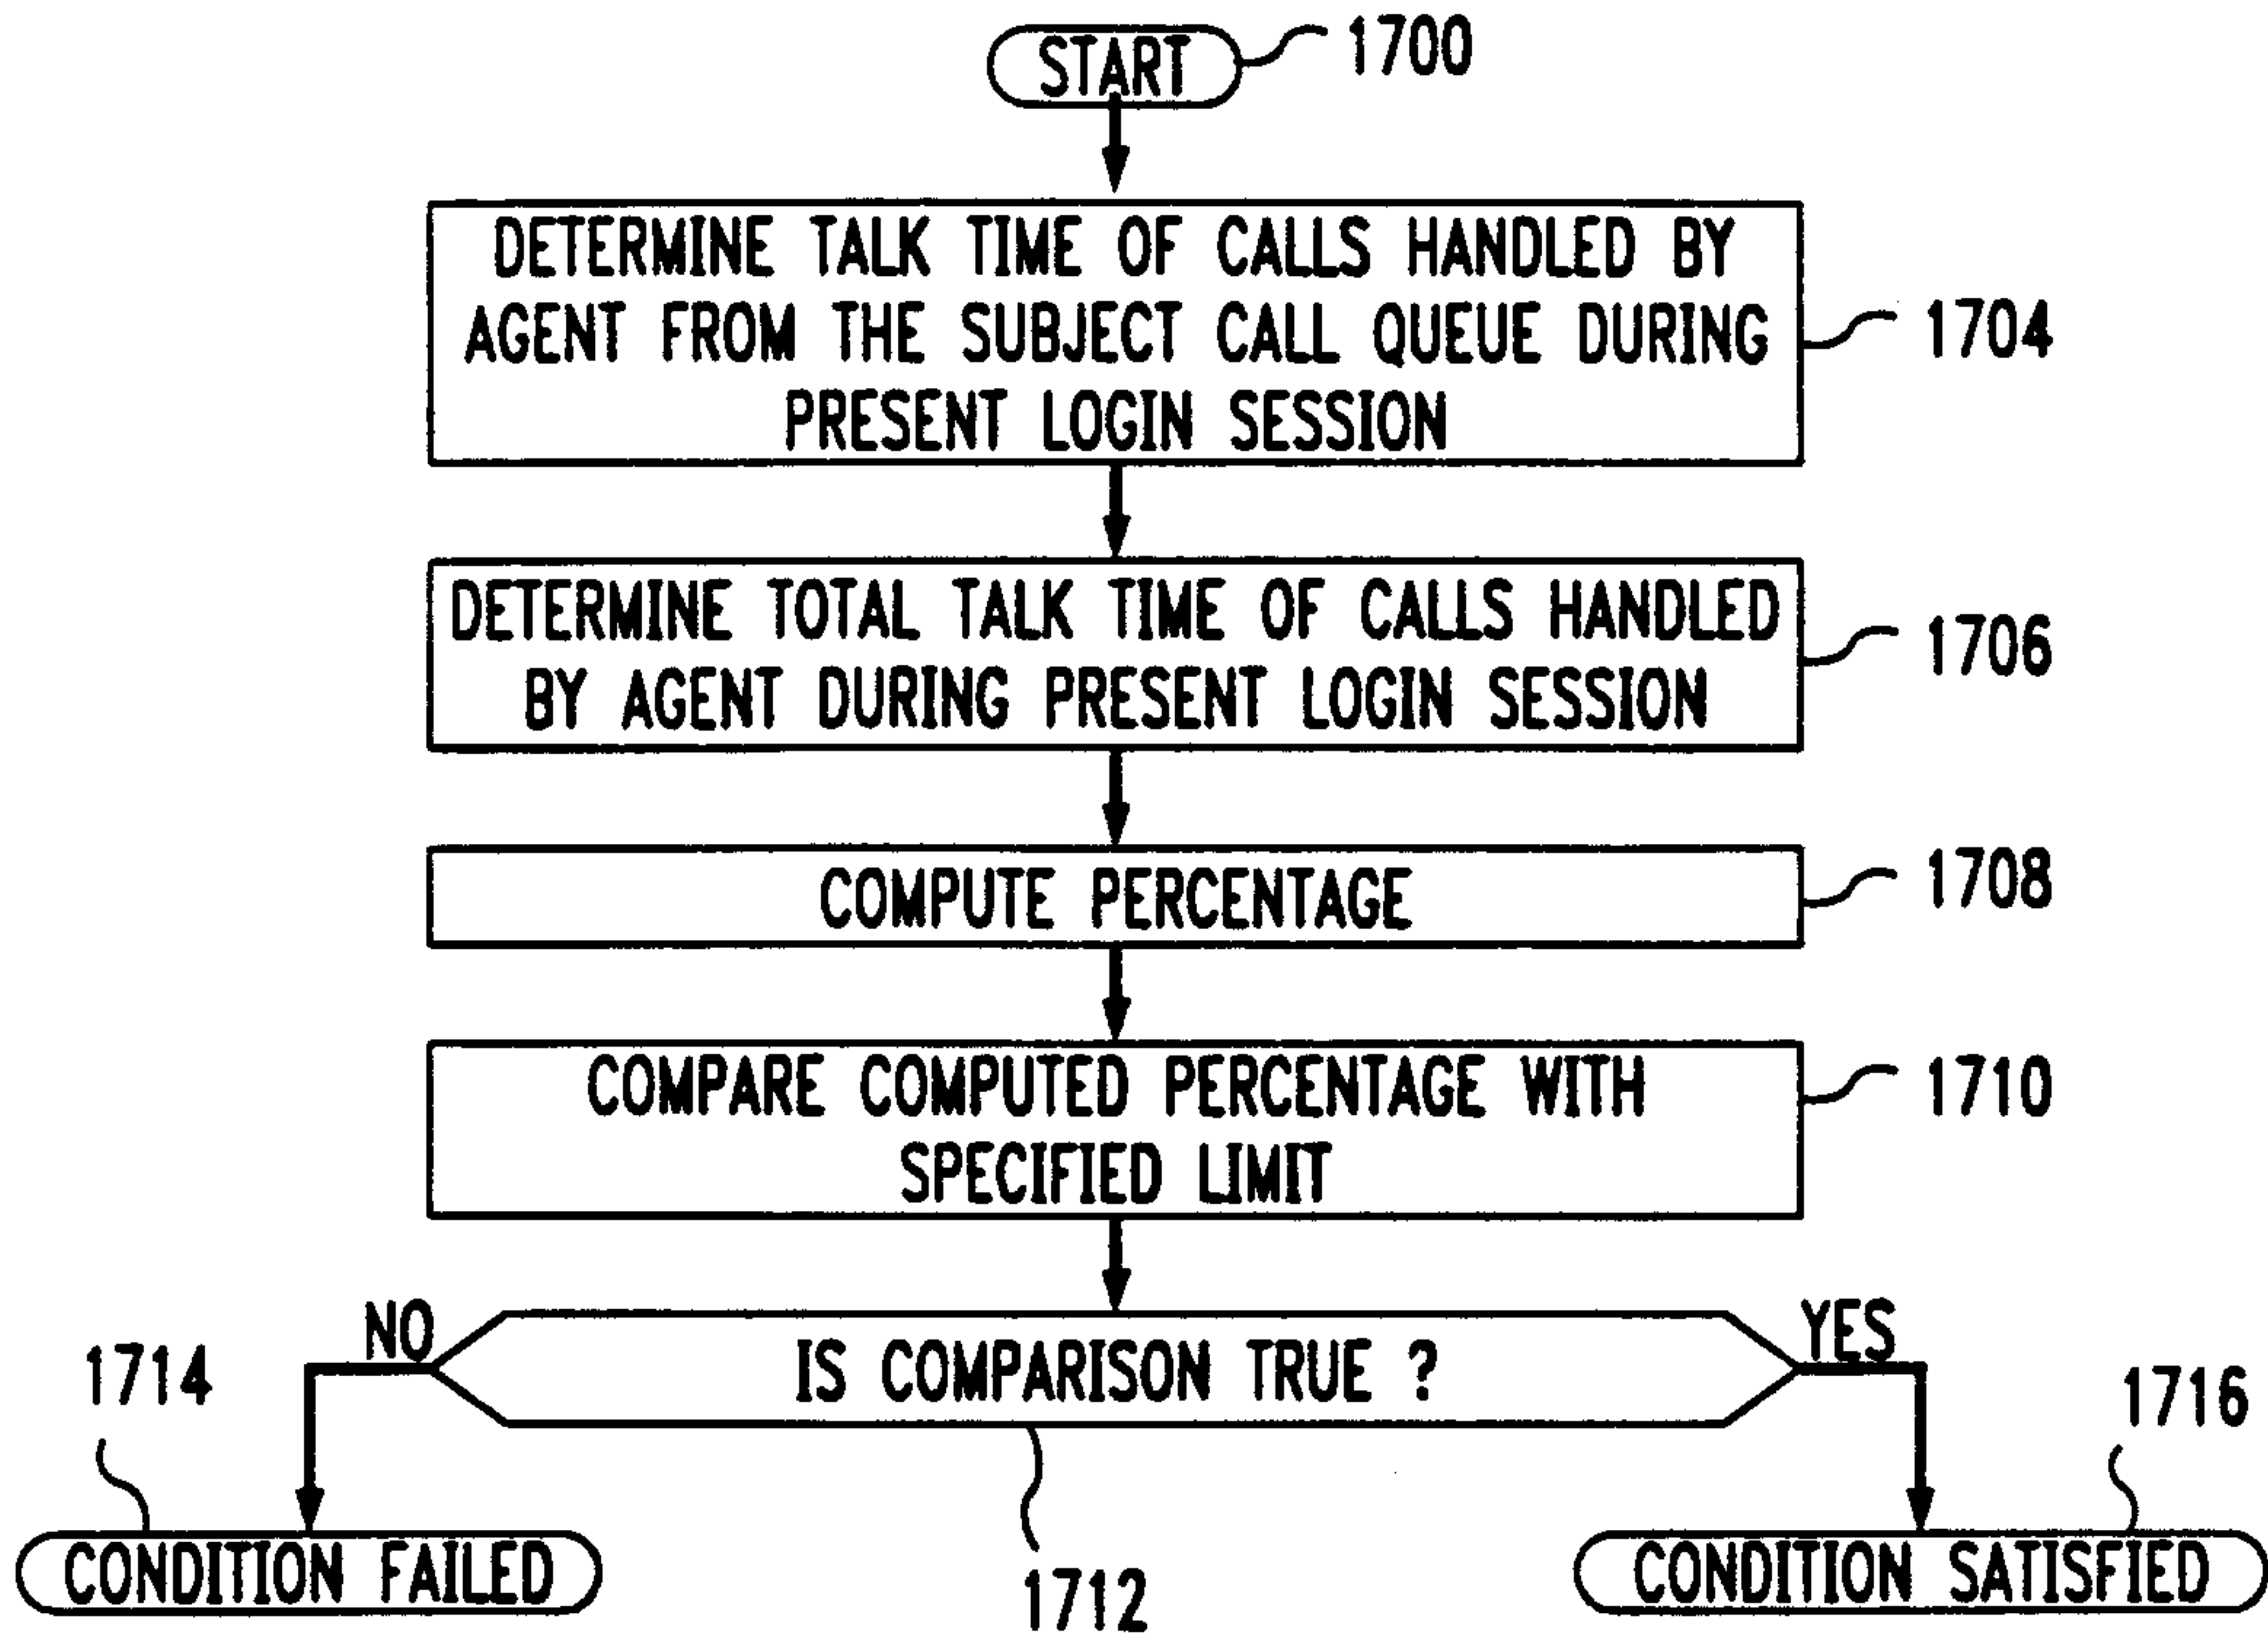 START
1700
DETERMINE TALK TIME OF CALLS HANDLED BY
AGENT FROM THE SUBJECT CALL QUEUE DURING
PRESENT LOGIN SESSION
1704
DETERMINE TOTAL TALK TIME OF CALLS HANDLED
BY AGENT DURING PRESENT LOGIN SESSION
1706
COMPUTE PERCENTAGE
1708
COMPARE COMPUTED PERCENTAGE WITH
SPECIFIED LIMIT
1710
NO
IS COMPARISON TRUE ?
YES
1714
1716
CONDITION FAILED
1712
CONDITION SATISFIED